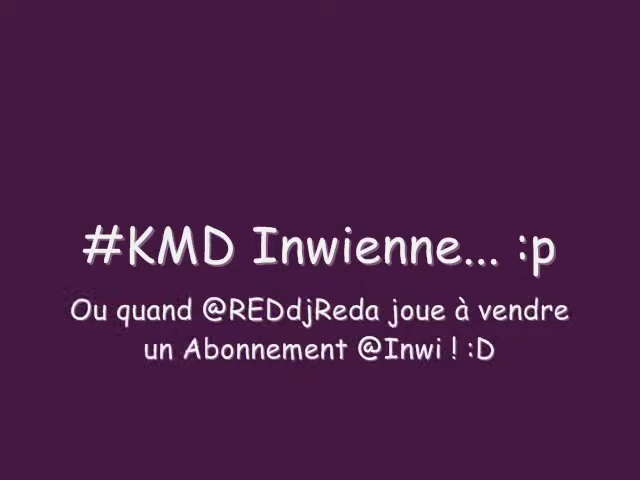 #KMD Inwienne... :p
Ou quand @REDdjReda joue à vendre
un Abonnement @Inwi ! :D